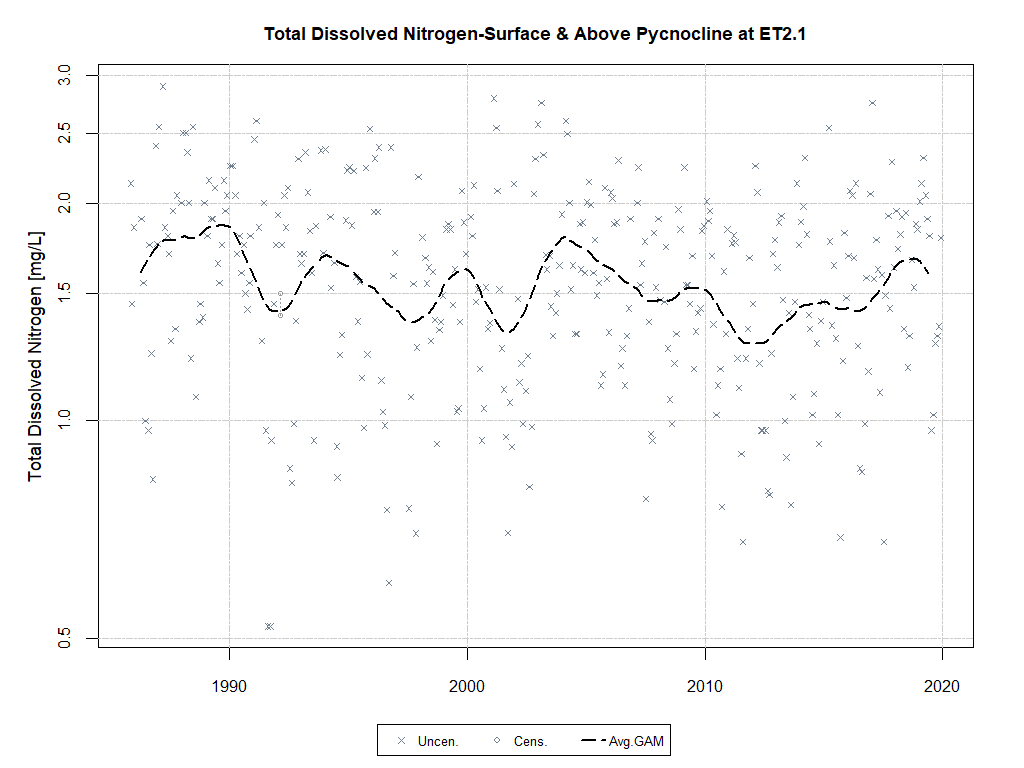 Total Dissolved Nitrogen-Surface & Above Pycnocline at ET2.1
Total Dissolved Nitrogen [mg/L]
3.0
2.5
2.0
1.5
1.0
0.5
1990
2000
2010
2020
Uncen.
Cens.
Avg.GAM